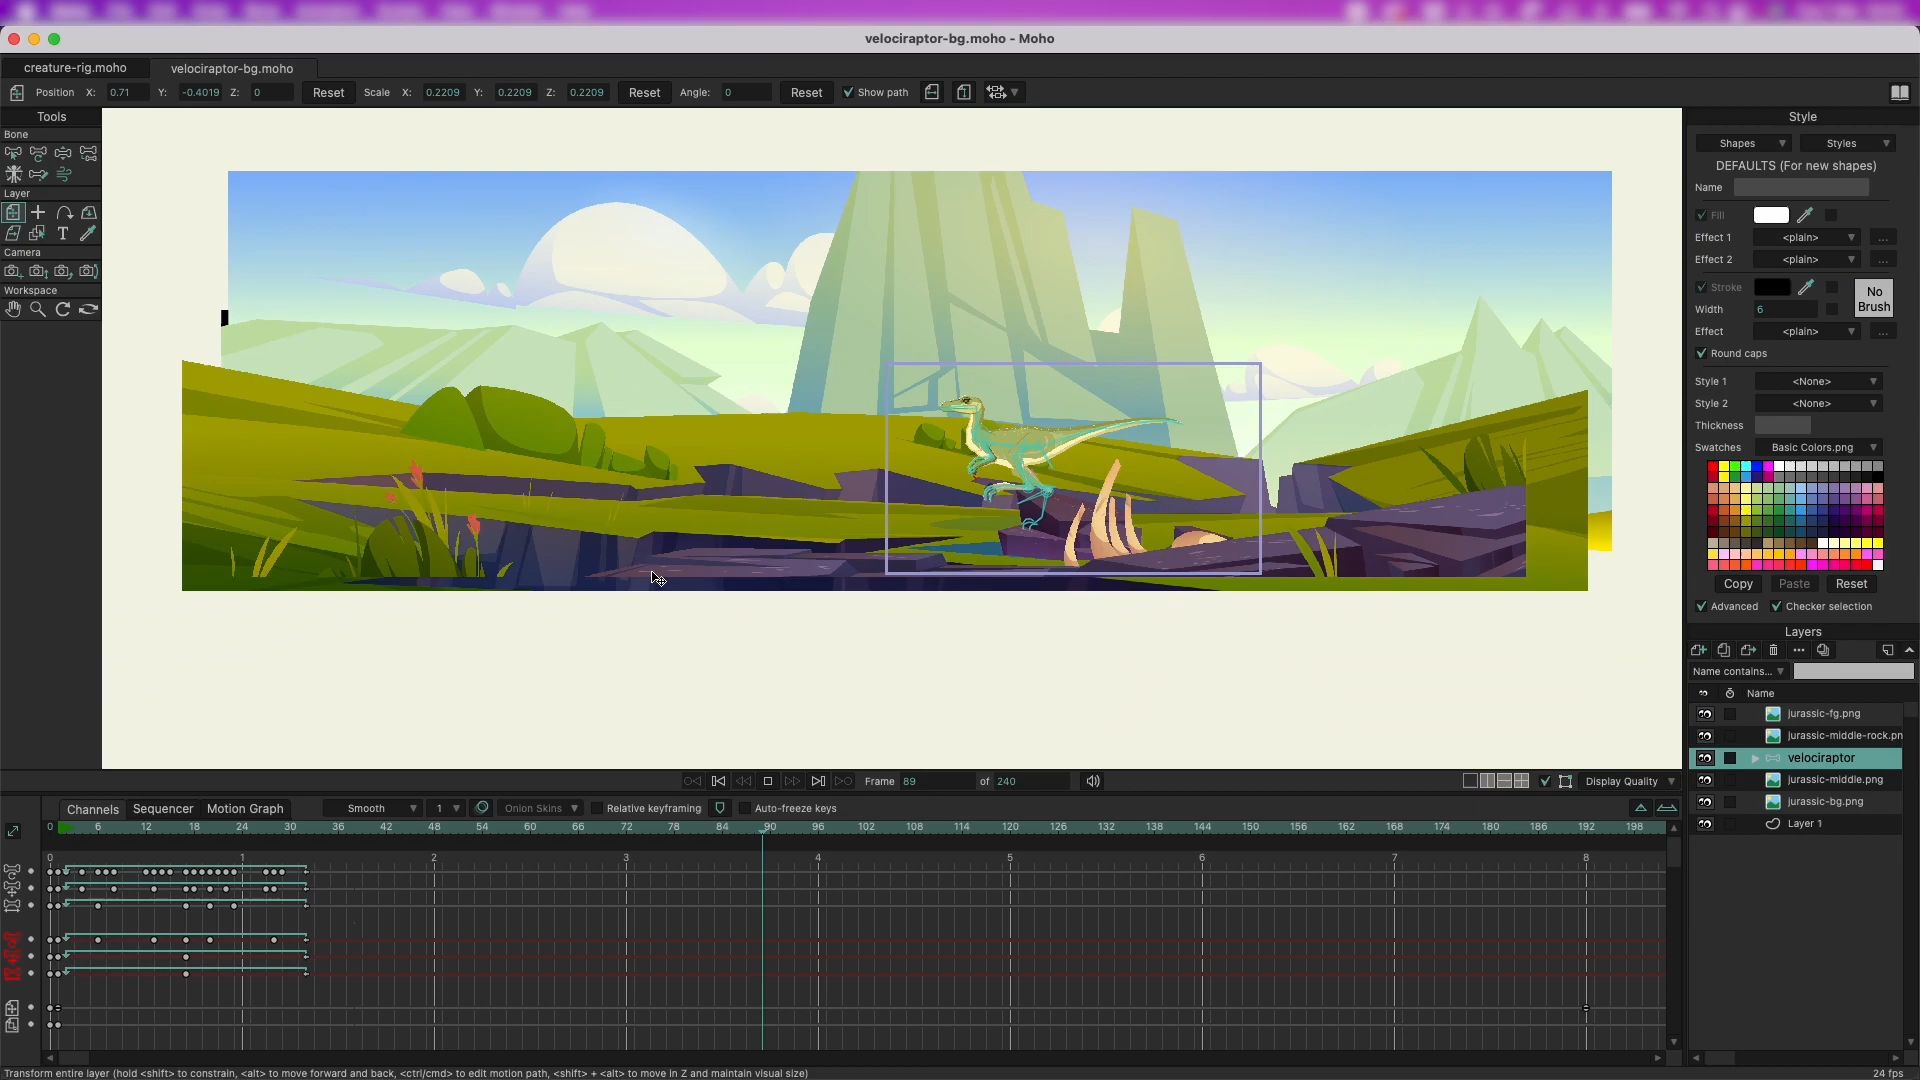 velociraptor-bg.moho - Moho
creature-rig.moho
velociraptor-bg.moho
Position X: 0.71 Y: -0.4019 Z: 0 Reset Scale X: 0.2209 Y: 0.2209 Z: 0.2209 Reset Angle: 0 Reset Show path
Tools
Bone
Layer
T
Camera
Workspace
Style
Shapes Styles
DEFAULTS (For new shapes)
Name
Fill
Effect 1 <plain> ...
Effect 2 <plain> ...
Stroke
No Brush
Width 6
Effect <plain> ...
Round caps
Style 1 <None>
Style 2 <None>
Thickness
Swatches Basic Colors.png
Copy Paste Reset
Advanced Checker selection
Layers
Name contains...
Name
jurassic-fg.png
jurassic-middle-rock.pn
velociraptor
jurassic-middle.png
jurassic-bg.png
Layer 1
Frame 89 of 240 Display Quality
Channels Sequencer Motion Graph Smooth 1 Onion Skins Relative keyframing Auto-freeze keys
0 6 12 18 24 30 36 42 48 54 60 66 72 78 84 90 96 102 108 114 120 126 132 138 144 150 156 162 168 174 180 186 192 198
0 1 2 3 4 5 6 7 8
Transform entire layer (hold <shift> to constrain, <alt> to move forward and back, <ctrl/cmd> to edit motion path, <shift> + <alt> to move in Z and maintain visual size)
24 fps